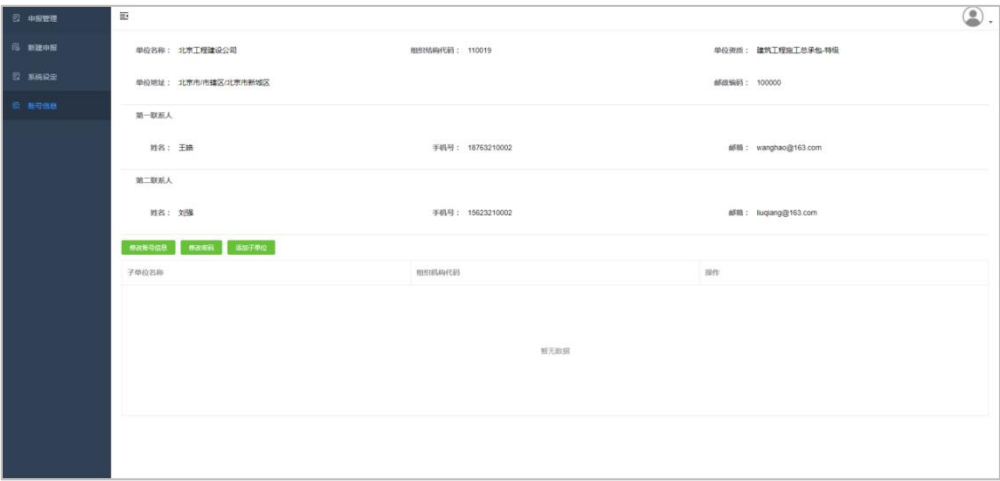 申报管理
新建申报
系统设定
账号信息
单位名称： 北京工程建设公司 组织结构代码： 110019 单位资质： 建筑工程施工总承包-特级
单位地址： 北京市/市辖区/北京市新城区 邮政编码： 100000
第一联系人
姓名： 王皓 手机号： 18763210002 邮箱： wanghao@163.com
第二联系人
姓名： 刘强 手机号： 15623210002 邮箱： liuqiang@163.com
修改账号信息 修改密码 添加子单位
子单位名称 组织机构代码 操作
暂无数据